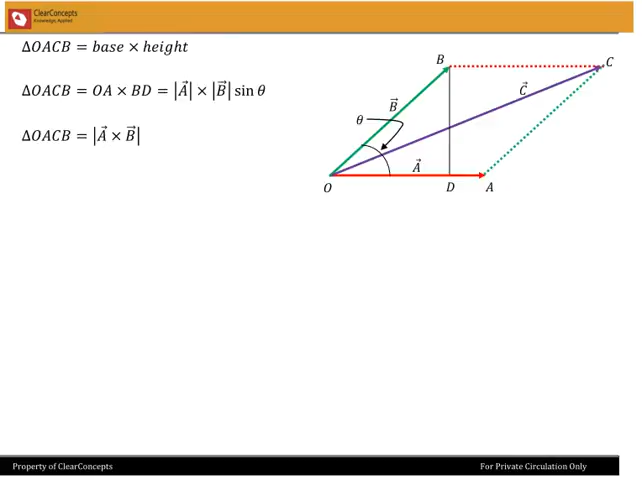 ClearConcepts
Knowledge, Applied
Δ𝑂𝐴𝐶𝐵 = 𝑏𝑎𝑠𝑒 × ℎ𝑒𝑖𝑔ℎ𝑡
Δ𝑂𝐴𝐶𝐵 = 𝑂𝐴 × 𝐵𝐷 = |𝐴⃗| × |𝐵⃗| sin 𝜃
Δ𝑂𝐴𝐶𝐵 = |𝐴⃗ × 𝐵⃗|
𝐵
𝐶
𝐶⃗
𝐵⃗
𝜃
𝐴⃗
𝑂
𝐷
𝐴
Property of ClearConcepts
For Private Circulation Only